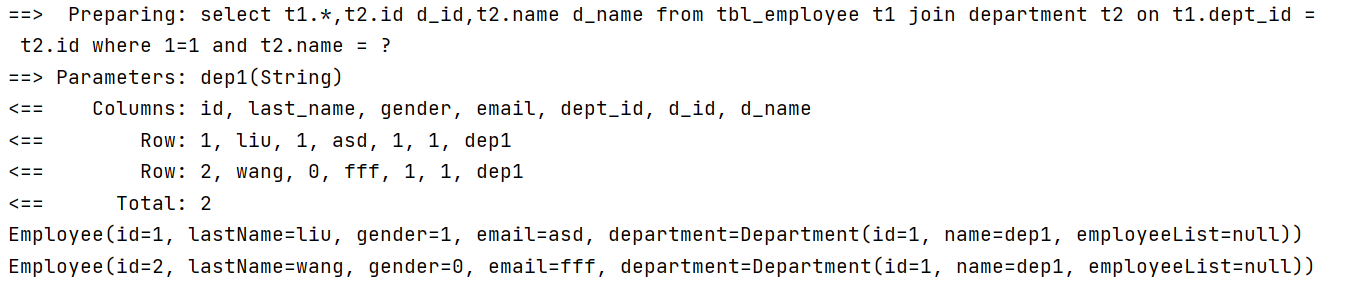 ==>  Preparing: select t1.*,t2.id d_id,t2.name d_name from tbl_employee t1 join department t2 on t1.dept_id =
 t2.id where 1=1 and t2.name = ?
==> Parameters: dep1(String)
<==    Columns: id, last_name, gender, email, dept_id, d_id, d_name
<==        Row: 1, liu, 1, asd, 1, 1, dep1
<==        Row: 2, wang, 0, fff, 1, 1, dep1
<==      Total: 2
Employee(id=1, lastName=liu, gender=1, email=asd, department=Department(id=1, name=dep1, employeeList=null))
Employee(id=2, lastName=wang, gender=0, email=fff, department=Department(id=1, name=dep1, employeeList=null))